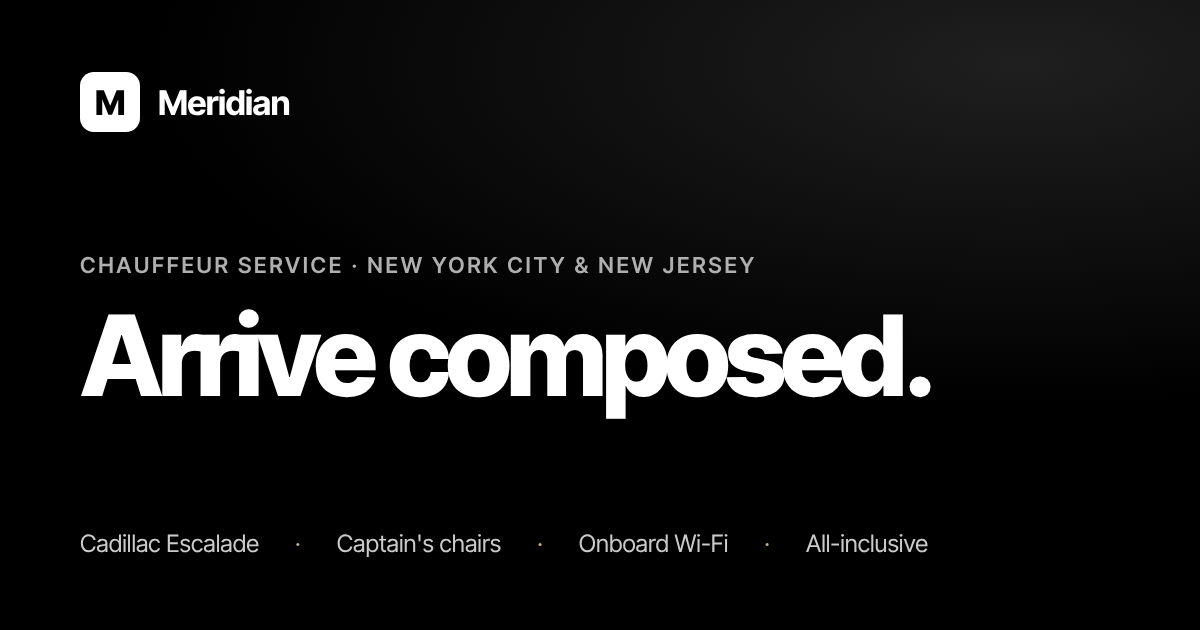 M Meridian
CHAUFFEUR SERVICE · NEW YORK CITY & NEW JERSEY
Arrive composed.
Cadillac Escalade · Captain's chairs · Onboard Wi-Fi · All-inclusive